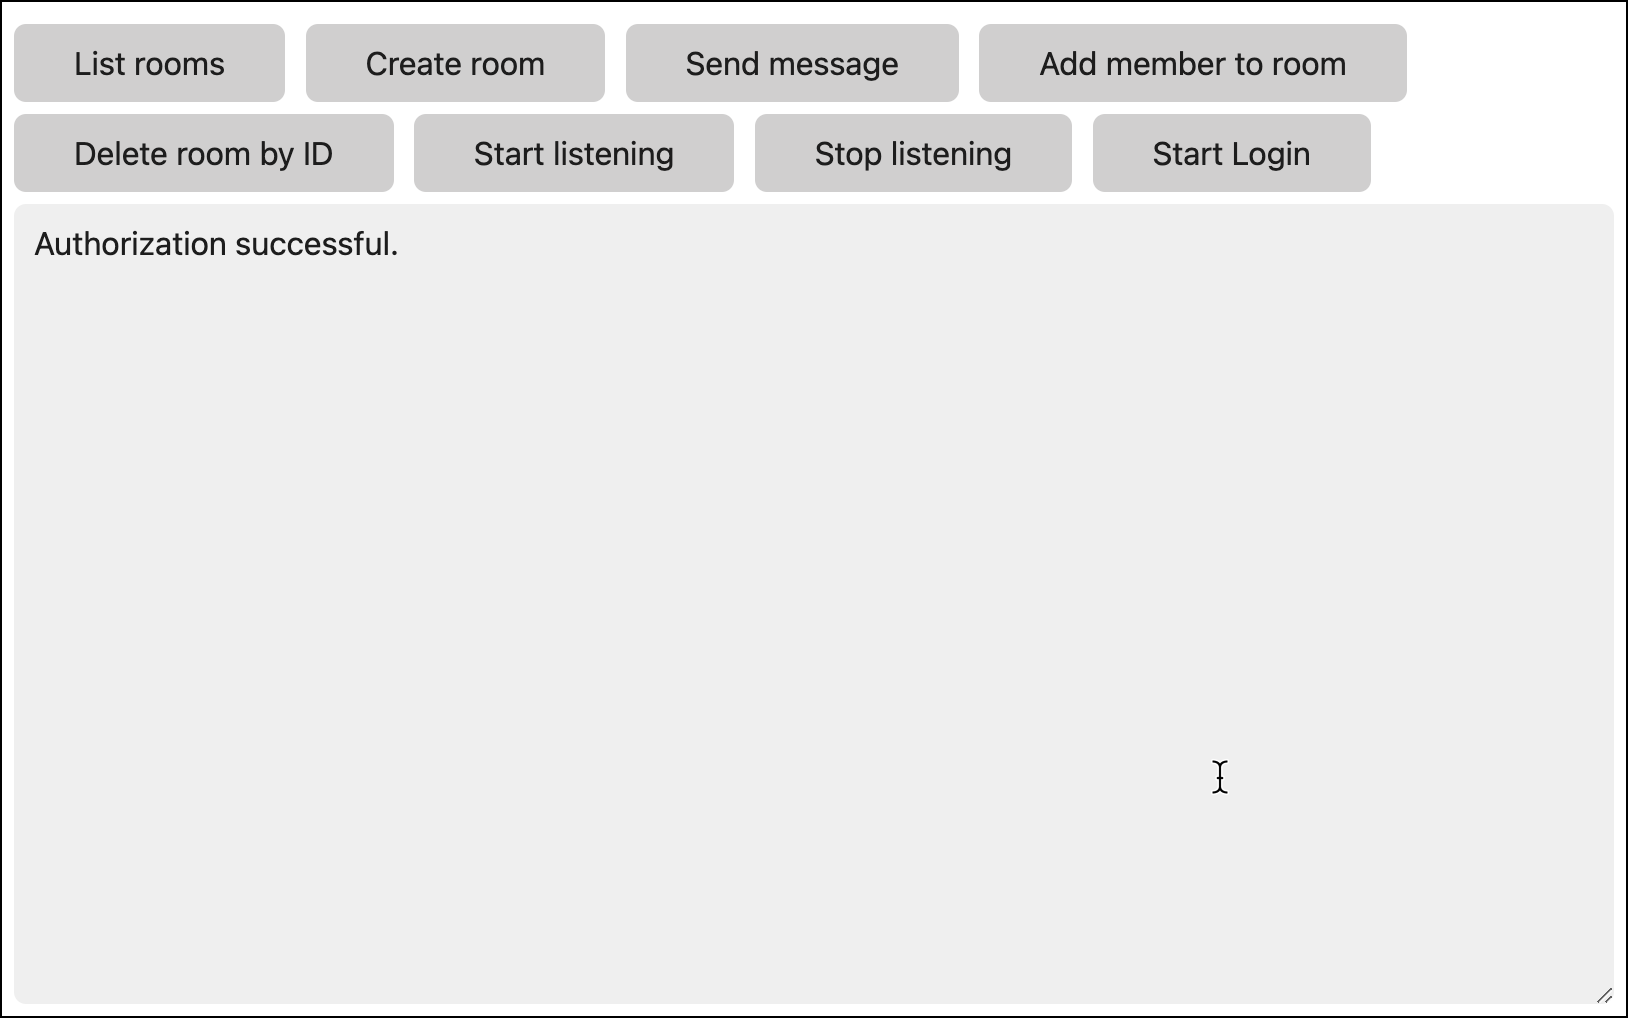 List rooms Create room Send message Add member to room
Delete room by ID Start listening Stop listening Start Login
Authorization successful.